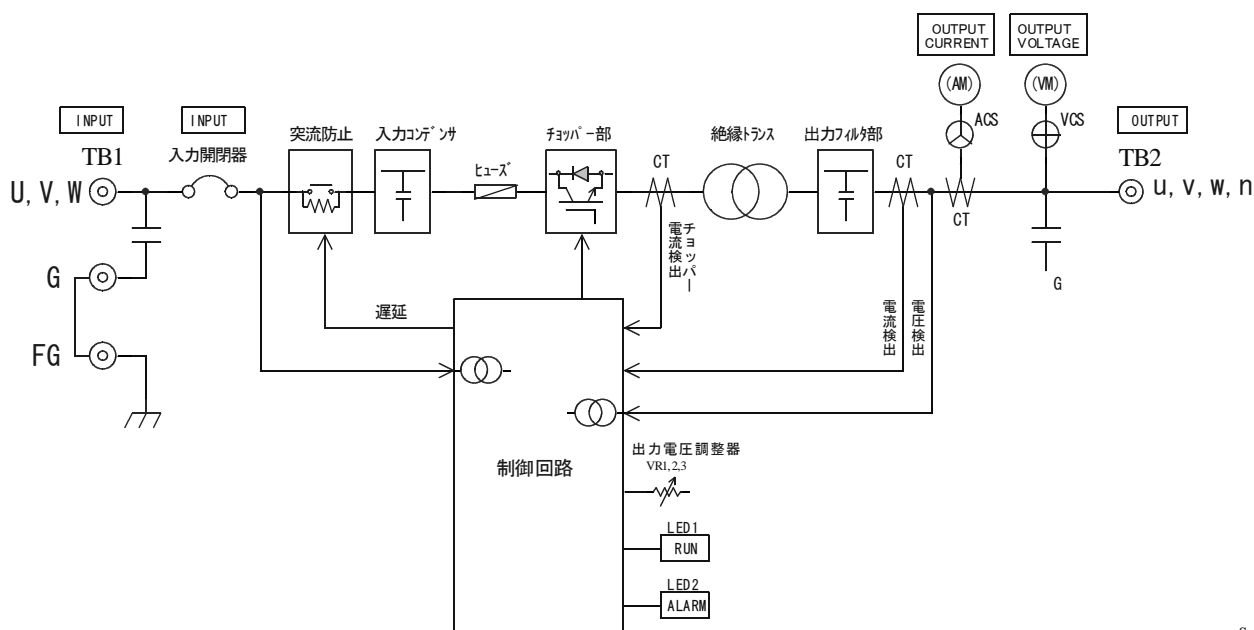 OUTPUT
CURRENT
OUTPUT
VOLTAGE
(AM)
(VM)
INPUT
INPUT
ACS
VCS
OUTPUT
TB1
入力開閉器
突流防止
入力ｺﾝﾃﾞﾝｻ
ﾋｭｰｽﾞ
ﾁｮｯﾊﾟｰ部
CT
絶縁トランス
出力ﾌｨﾙﾀ部
CT
CT
TB2
U, V, W
u, v, w, n
G
FG
G
チョッパー
電流検出
電流検出
電圧検出
遅延
制御回路
出力電圧調整器
VR1,2,3
LED1
RUN
LED2
ALARM